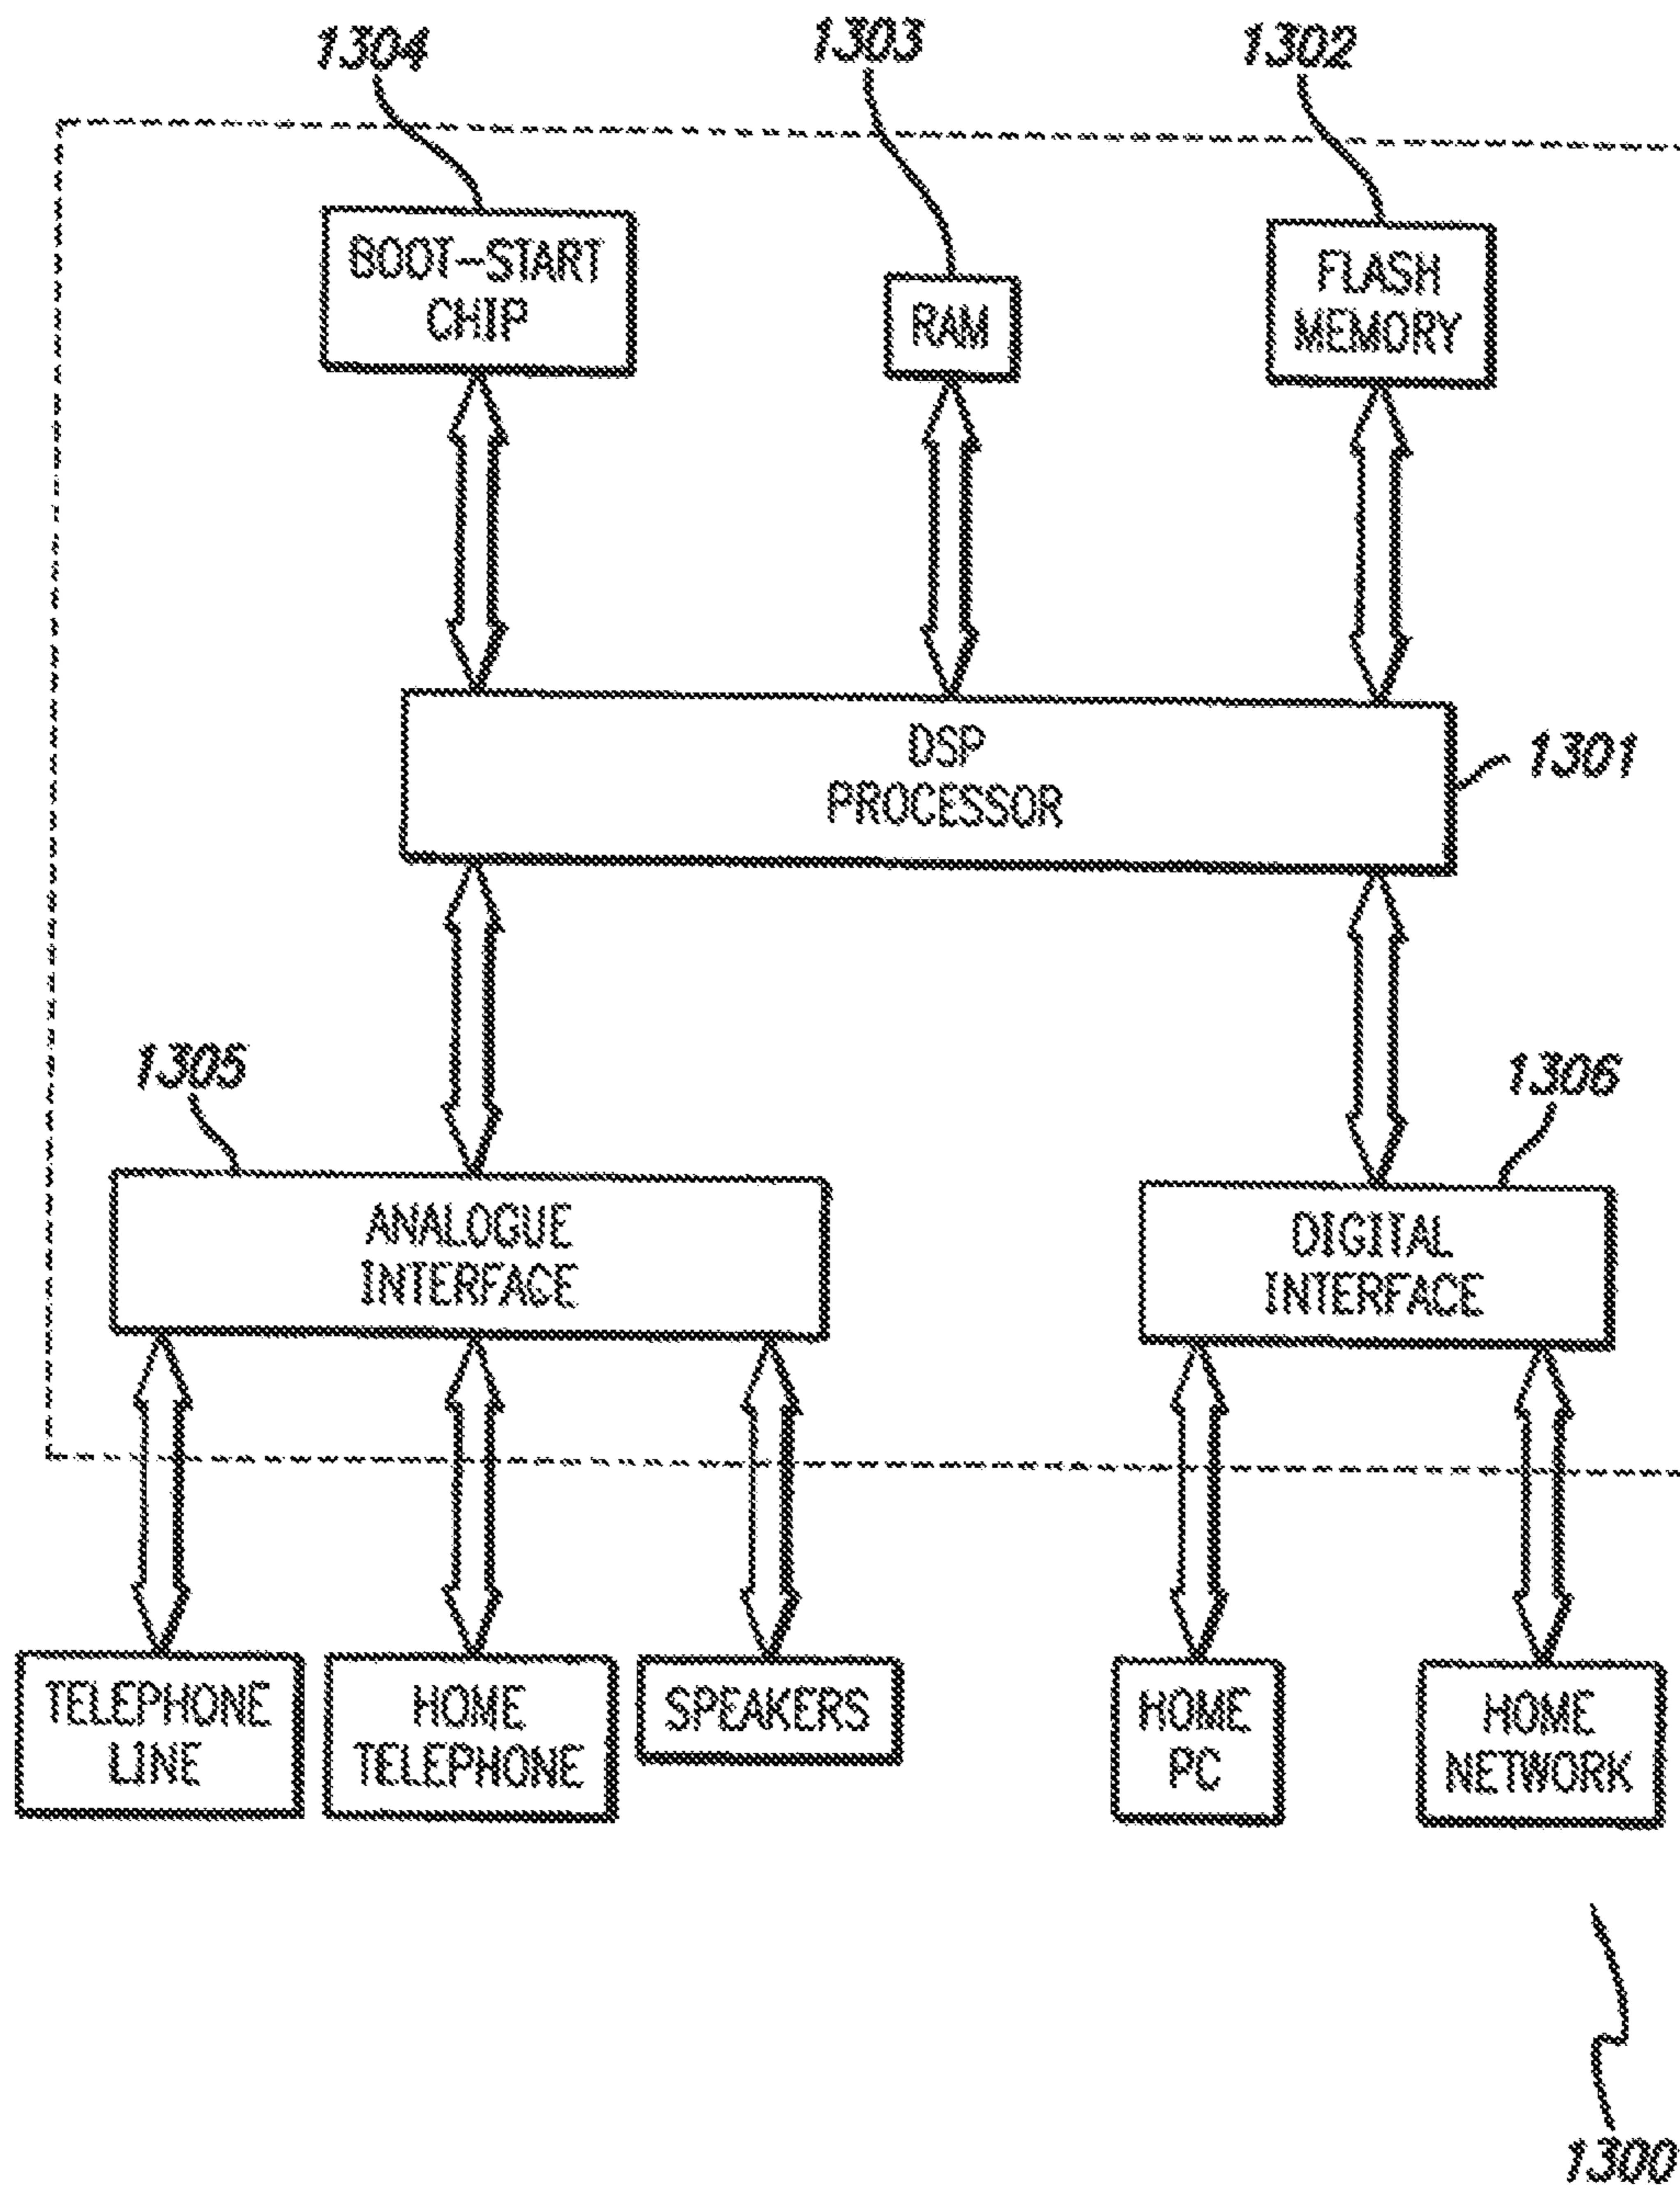 1304
1303
1302
BOOT-START
CHIP
RAM
FLASH
MEMORY
DSP
PROCESSOR
1301
1305
1306
ANALOGUE
INTERFACE
DIGITAL
INTERFACE
TELEPHONE
LINE
HOME
TELEPHONE
SPEAKERS
HOME
PC
HOME
NETWORK
1300